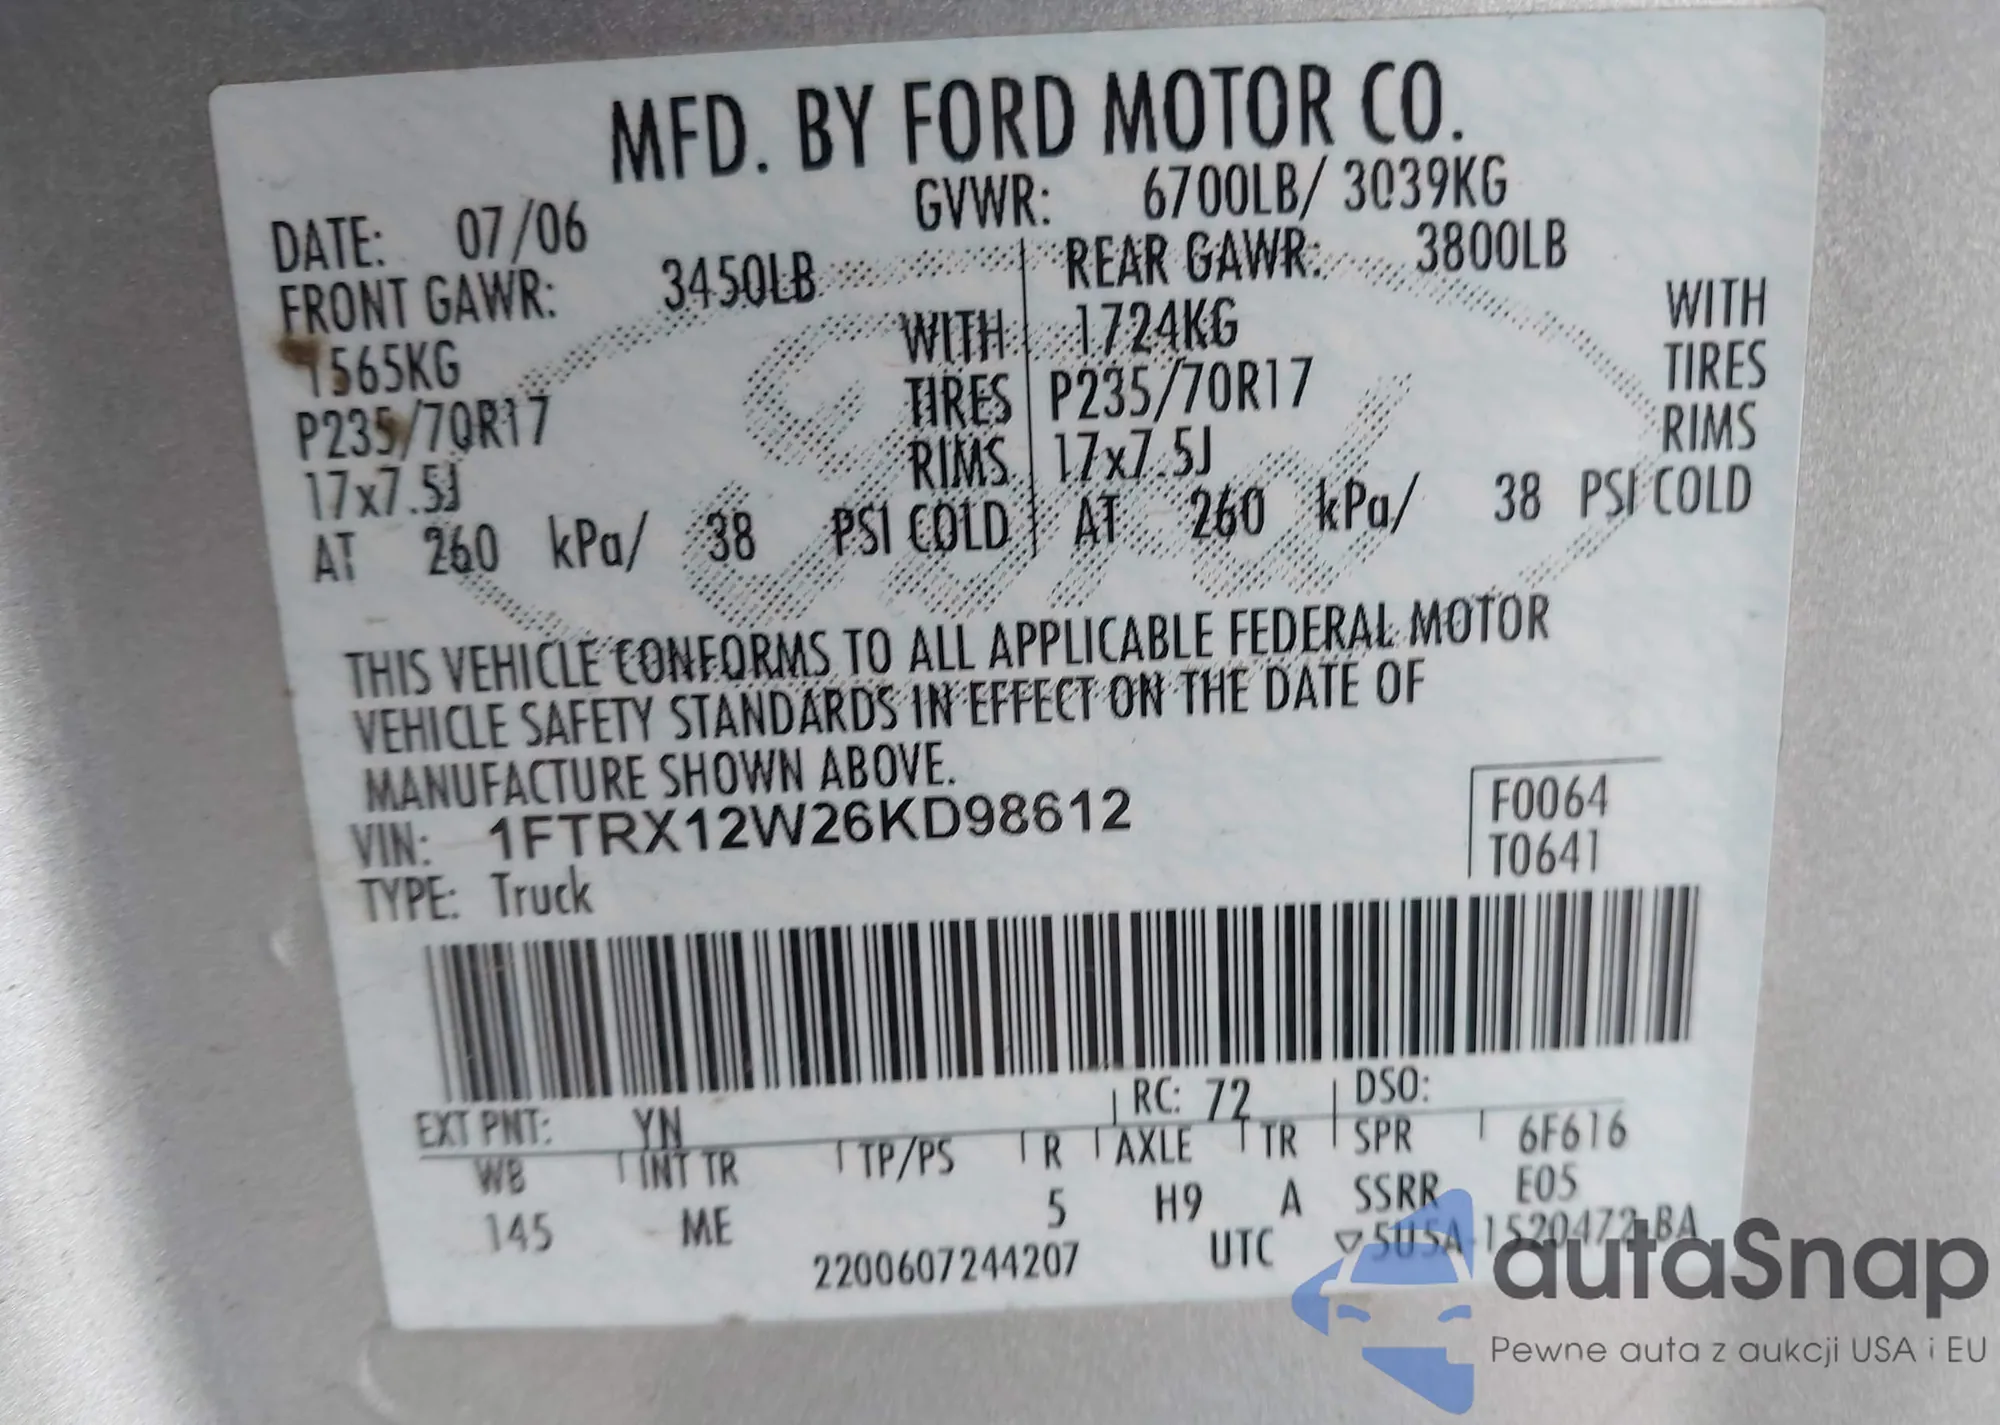 MFD. BY FORD MOTOR CO.
DATE: 07/06 GVWR: 6700LB/ 3039KG
FRONT GAWR: 3450LB REAR GAWR: 3800LB
1565KG WITH 1724KG WITH
P235/70R17 TIRES P235/70R17 TIRES
17x7.5J RIMS 17x7.5J RIMS
AT 260 kPa/ 38 PSI COLD AT 260 kPa/ 38 PSI COLD
THIS VEHICLE CONFORMS TO ALL APPLICABLE FEDERAL MOTOR
VEHICLE SAFETY STANDARDS IN EFFECT ON THE DATE OF
MANUFACTURE SHOWN ABOVE.
VIN: 1FTRX12W26KD98612
F0064
TYPE: Truck
T0641
EXT PNT: YN RC: 72 DSO:
WB INT TR TP/PS R AXLE TR SPR 6F616
145 ME 5 H9 A SSRR E05
2200607244207 UTC ▽5U5A-1520472-BA
autaSnap
Pewne auta z aukcji USA i EU